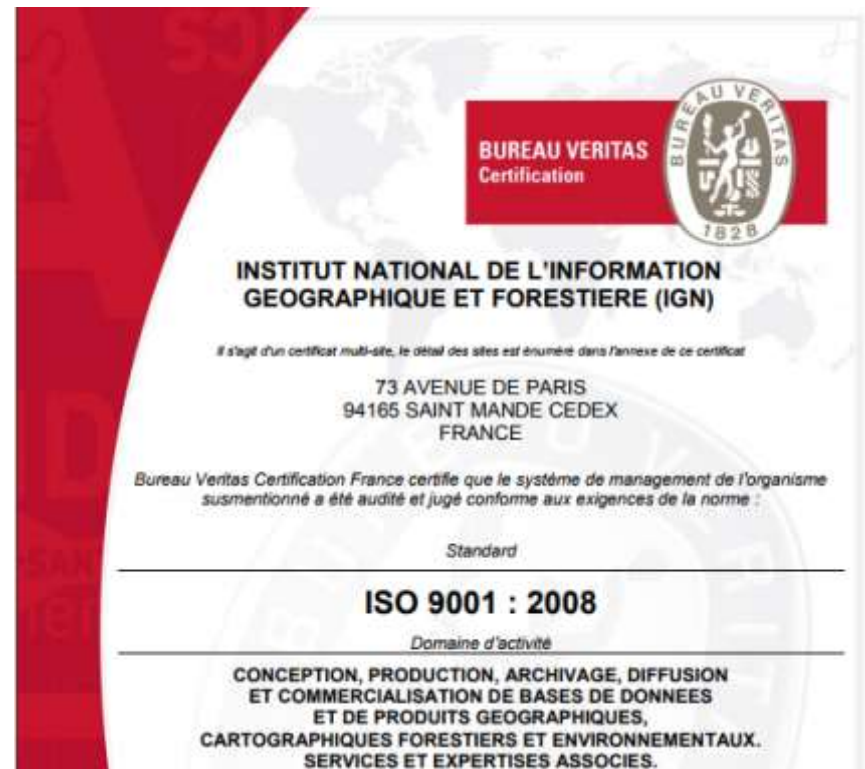 BUREAU VERITAS
Certification
BUREAU VERITAS
1828
INSTITUT NATIONAL DE L'INFORMATION
GEOGRAPHIQUE ET FORESTIERE (IGN)
Il s'agit d'un certificat multi-site, le détail des sites est énuméré dans l'annexe de ce certificat
73 AVENUE DE PARIS
94165 SAINT MANDE CEDEX
FRANCE
Bureau Veritas Certification France certifie que le système de management de l'organisme
susmentionné a été audité et jugé conforme aux exigences de la norme :
Standard
ISO 9001 : 2008
Domaine d'activité
CONCEPTION, PRODUCTION, ARCHIVAGE, DIFFUSION
ET COMMERCIALISATION DE BASES DE DONNEES
ET DE PRODUITS GEOGRAPHIQUES,
CARTOGRAPHIQUES FORESTIERS ET ENVIRONNEMENTAUX.
SERVICES ET EXPERTISES ASSOCIES.